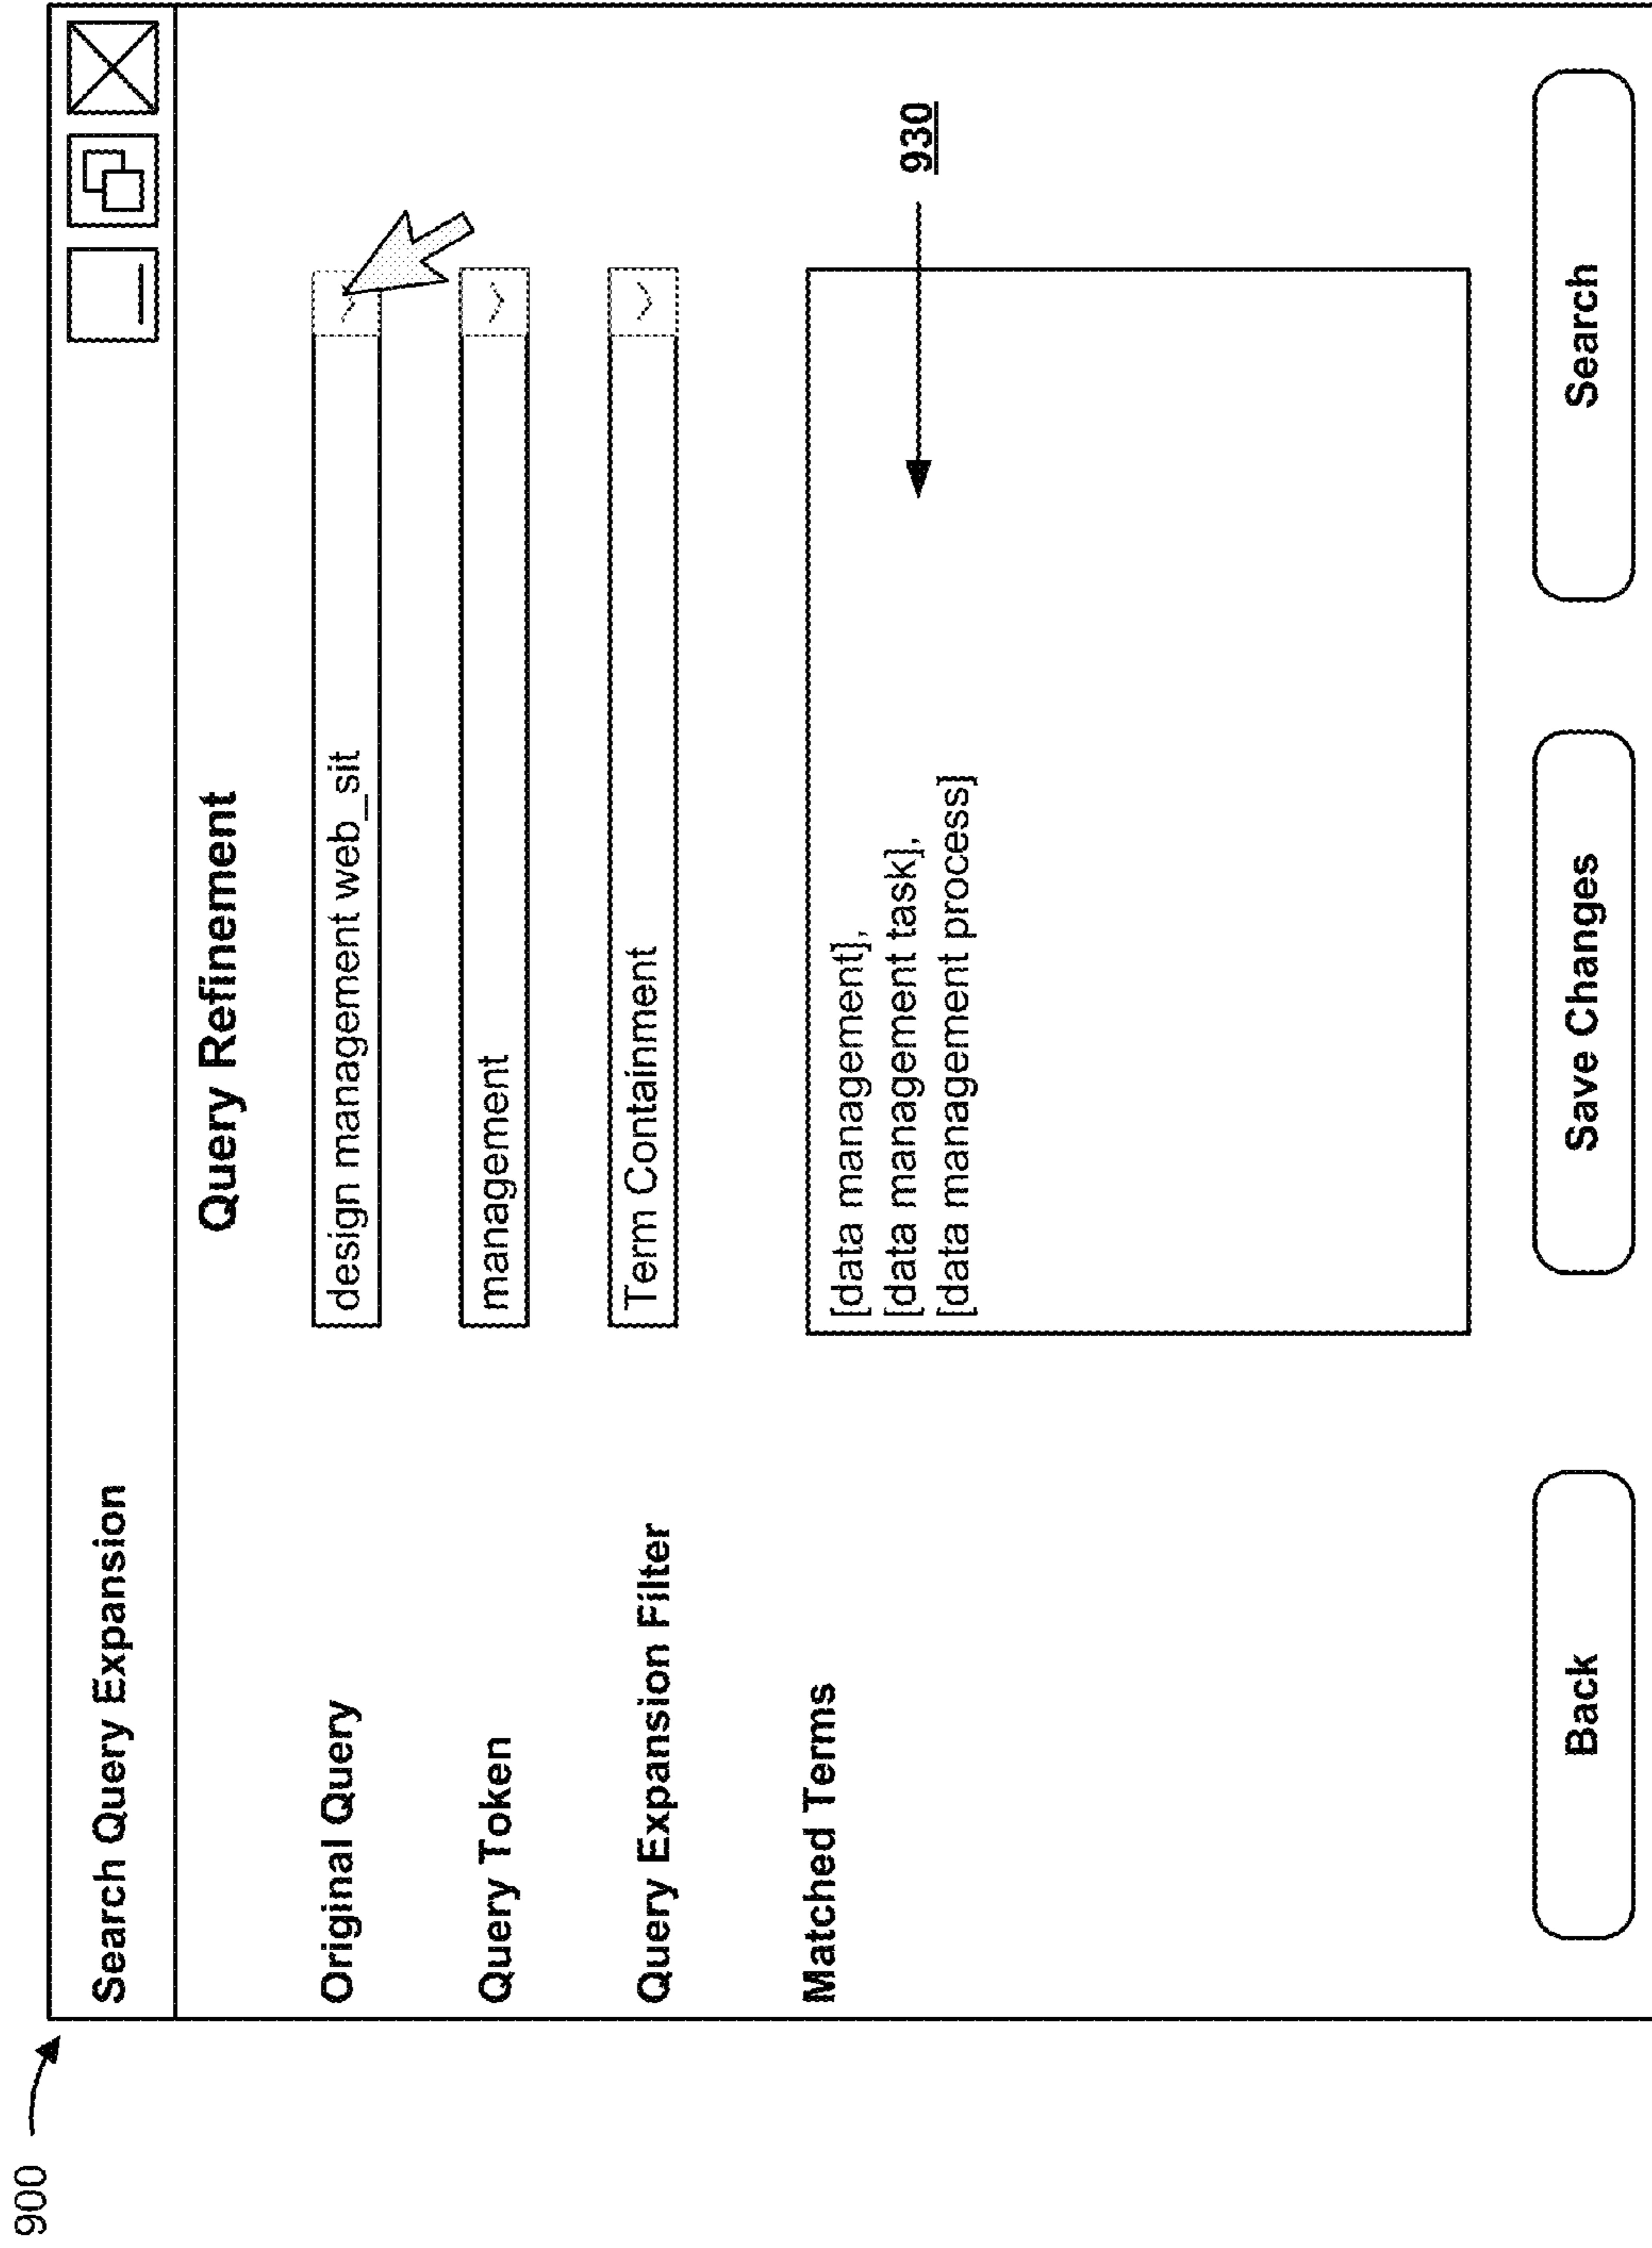 900
Search Query Expansion
Query Refinement
Original Query
design management web_sit
Query Token
management
Query Expansion Filter
Term Containment
Matched Terms
[data management],
[data management task],
[data management process]
930
Back
Save Changes
Search